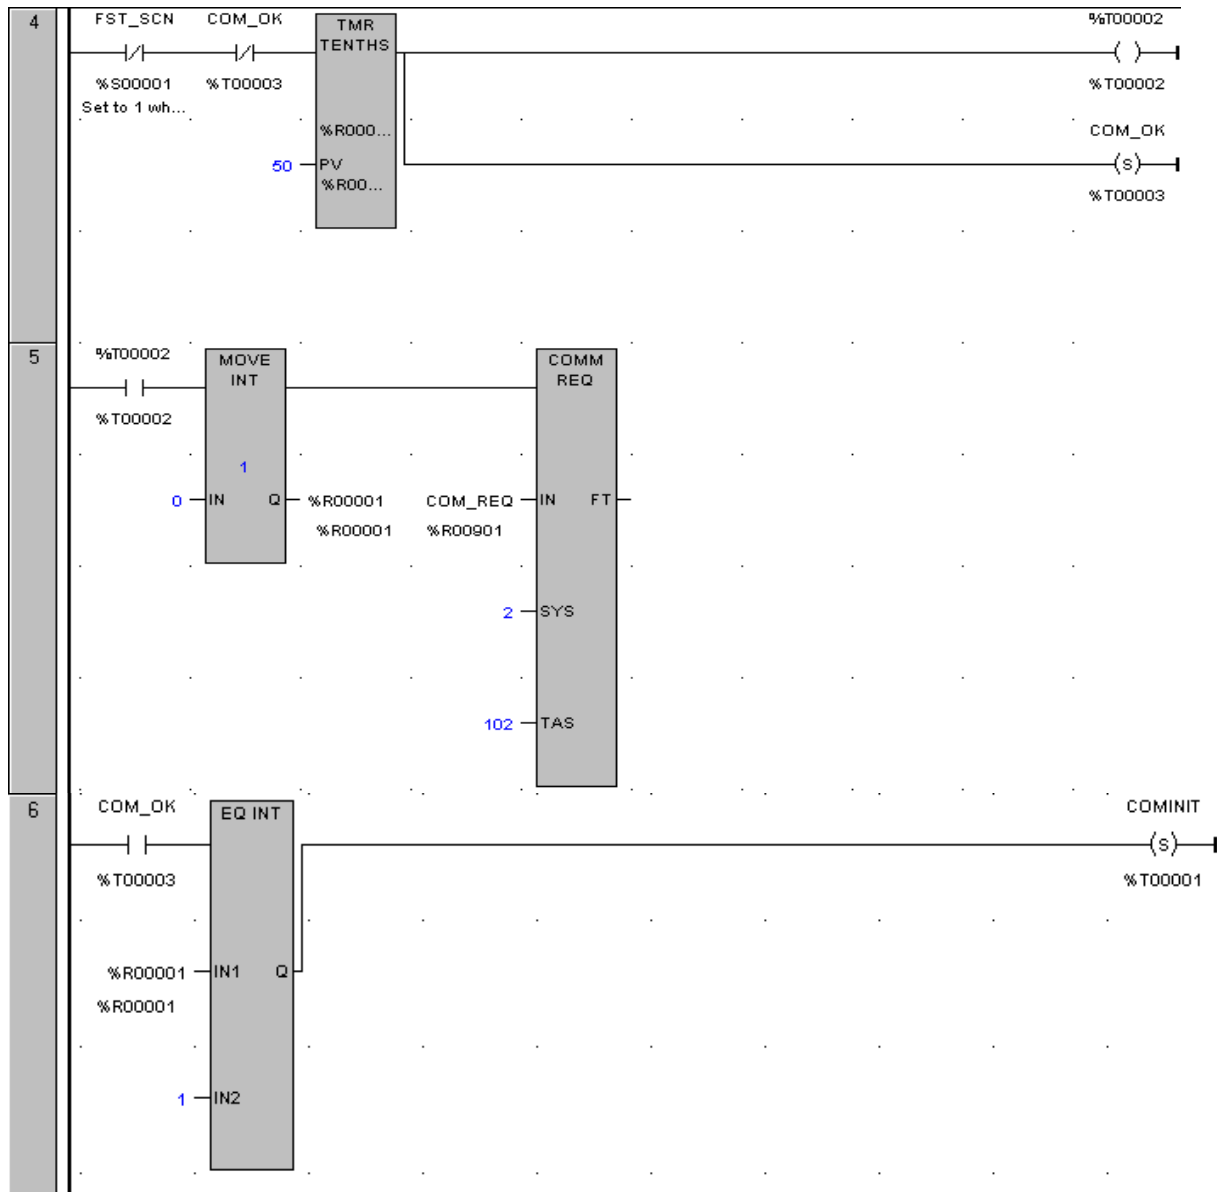 4
FST_SCN COM_OK TMR TENTHS %T00002
%S00001 %T00003 %T00002
Set to 1 wh...
%R000... COM_OK
50 PV (S)
%R00... %T00003
5
%T00002 MOVE INT COMM REQ
%T00002
1
0 IN Q %R00001 COM_REQ IN FT
%R00001 %R00901
2 SYS
102 TAS
6
COM_OK EQ INT COMINIT
(S)
%T00003 %T00001
%R00001 IN1 Q
%R00001
1 IN2